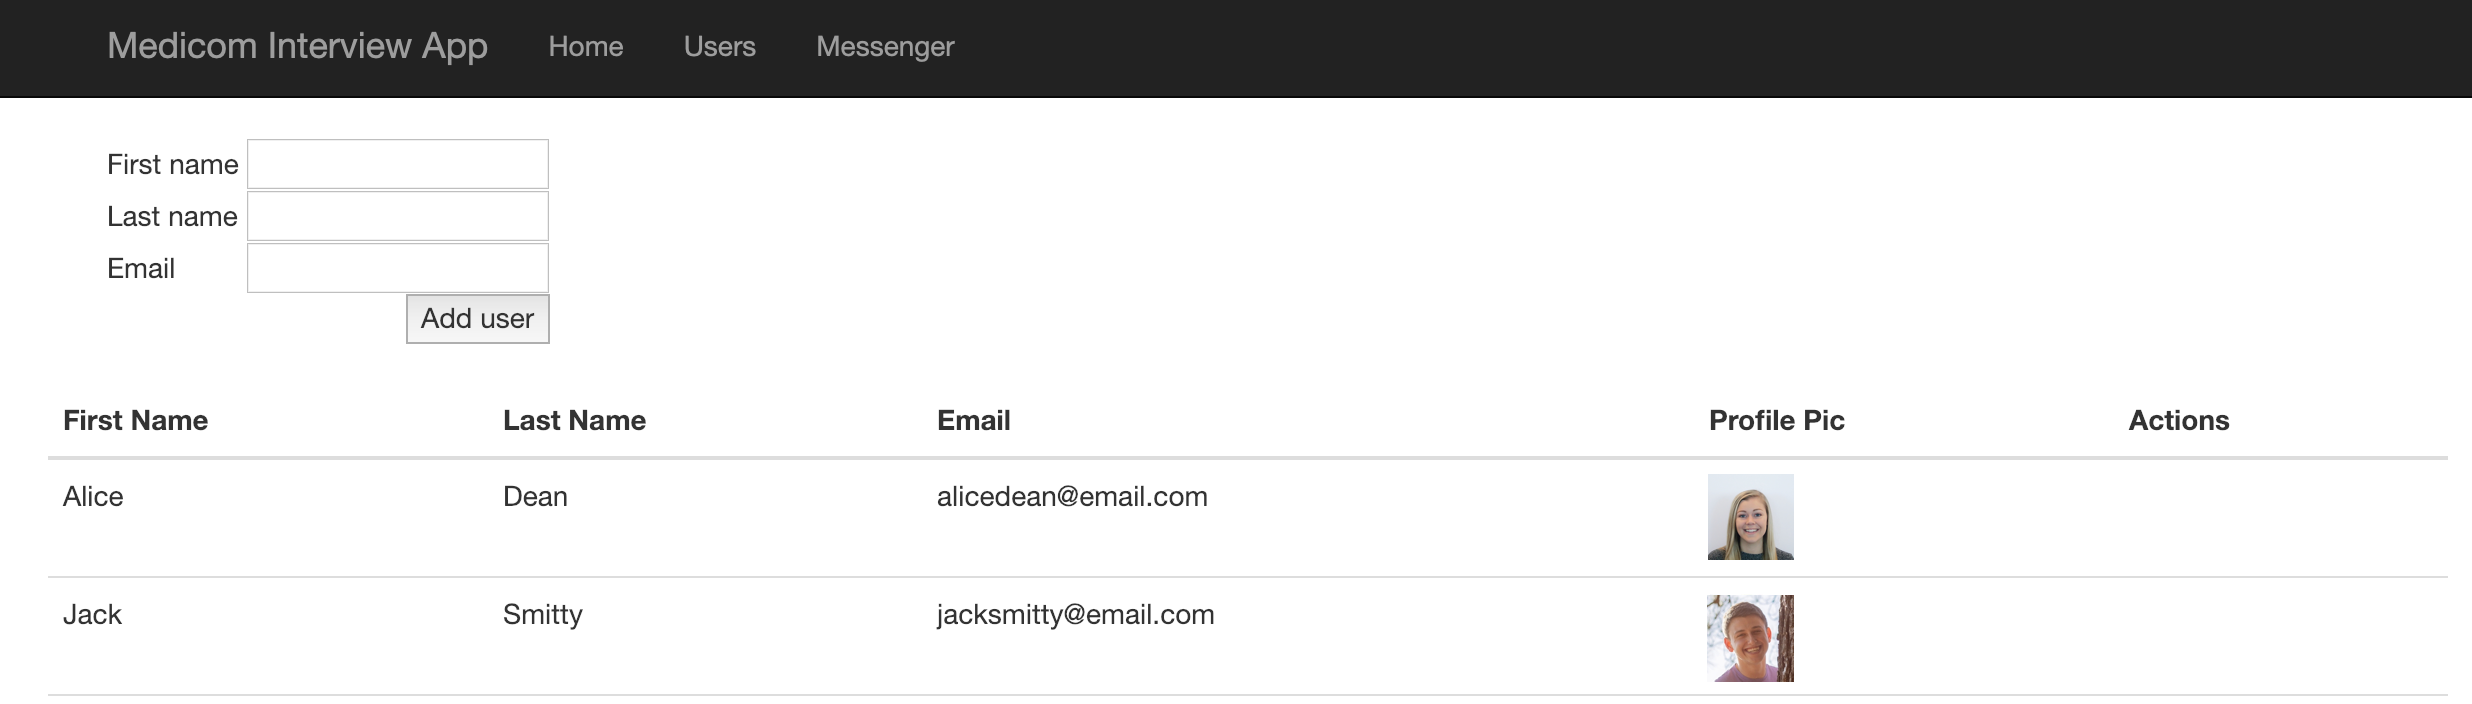 Medicom Interview App Home Users Messenger
First name
Last name
Email
Add user
First Name Last Name Email Profile Pic Actions
Alice Dean alicedean@email.com
Jack Smitty jacksmitty@email.com